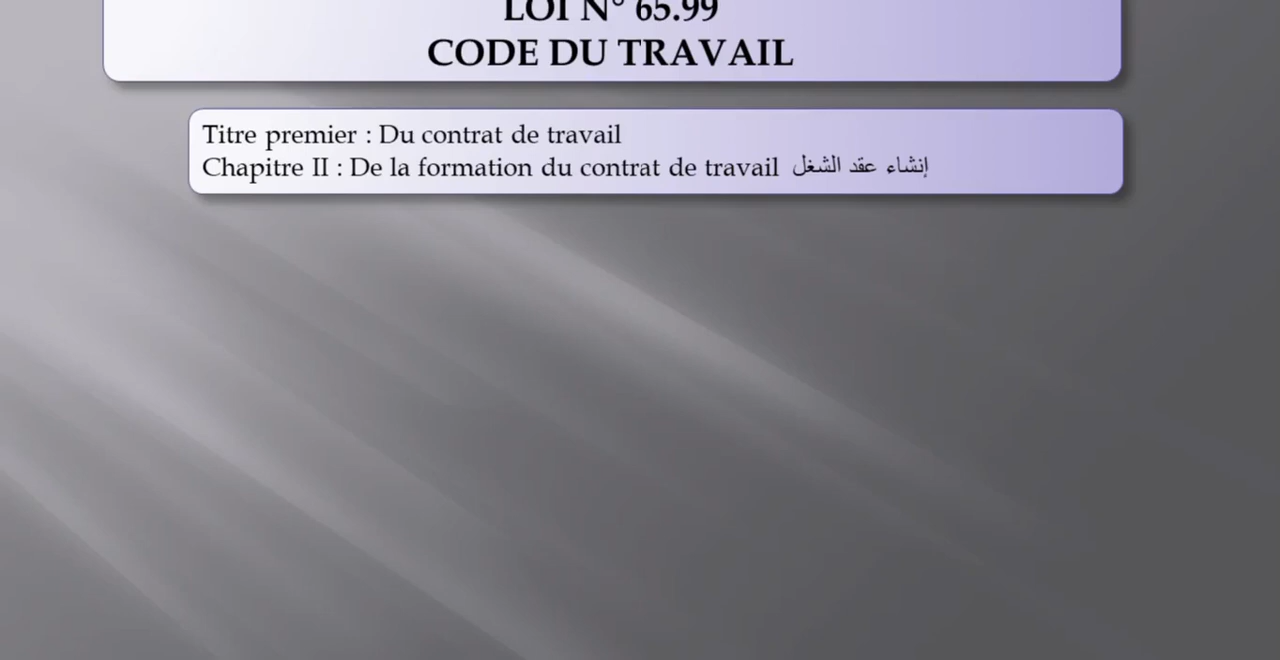 LOI N° 65.99
CODE DU TRAVAIL
Titre premier : Du contrat de travail
Chapitre II : De la formation du contrat de travail إنشاء عقد الشغل